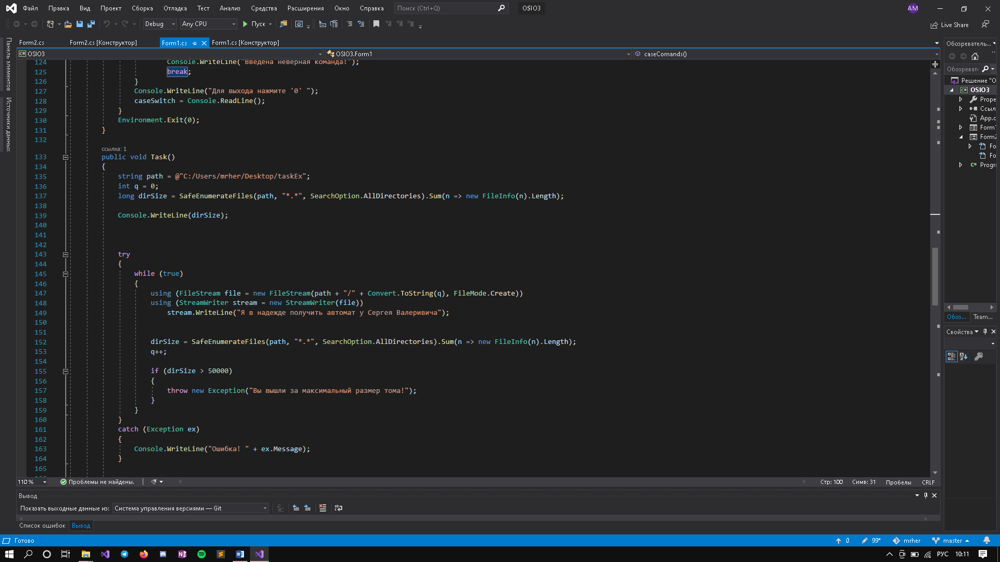 Файл Правка Вид Проект Сборка Отладка Тест Анализ Средства Расширения Окно Справка Поиск (Ctrl+Q) OSIO3 AM
Debug Any CPU Пуск Live Share
Панель элементов
Источники данных
Form2.cs Form2.cs [Конструктор] Form1.cs Form1.cs [Конструктор]
OSIO3 OSIO3.Form1 caseComands()
124 Console.WriteLine("Введена неверная команда!");
125 break;
126 }
127 Console.WriteLine("Для выхода нажмите '0' ");
128 caseSwitch = Console.ReadLine();
129 }
130 Environment.Exit(0);
131 }
132
ссылка: 1
133 public void Task()
134 {
135 string path = @"C:/Users/mrher/Desktop/taskEx";
136 int q = 0;
137 long dirSize = SafeEnumerateFiles(path, "*.*", SearchOption.AllDirectories).Sum(n => new FileInfo(n).Length);
138
139 Console.WriteLine(dirSize);
140
141
142
143 try
144 {
145 while (true)
146 {
147 using (FileStream file = new FileStream(path + "/" + Convert.ToString(q), FileMode.Create))
148 using (StreamWriter stream = new StreamWriter(file))
149 stream.WriteLine("Я в надежде получить автомат у Сергея Валеривича");
150
151
152 dirSize = SafeEnumerateFiles(path, "*.*", SearchOption.AllDirectories).Sum(n => new FileInfo(n).Length);
153 q++;
154
155 if (dirSize > 50000)
156 {
157 throw new Exception("Вы вышли за максимальный размер тома!");
158 }
159 }
160 }
161 catch (Exception ex)
162 {
163 Console.WriteLine("Ошибка! " + ex.Message);
164 }
165
110 % Проблемы не найдены. Стр: 100 Симв: 31 Пробелы CRLF
Обозреватель...
Обозреват
Решение "O
OSIO3
Prope
Ссыл
App.c
Form
Form2
Fo
Fo
Progra
Обоз... Team...
Свойства
Вывод
Показать выходные данные из: Система управления версиями — Git
Список ошибок Вывод
Готово 0 99* mrher master
РУС 10:11